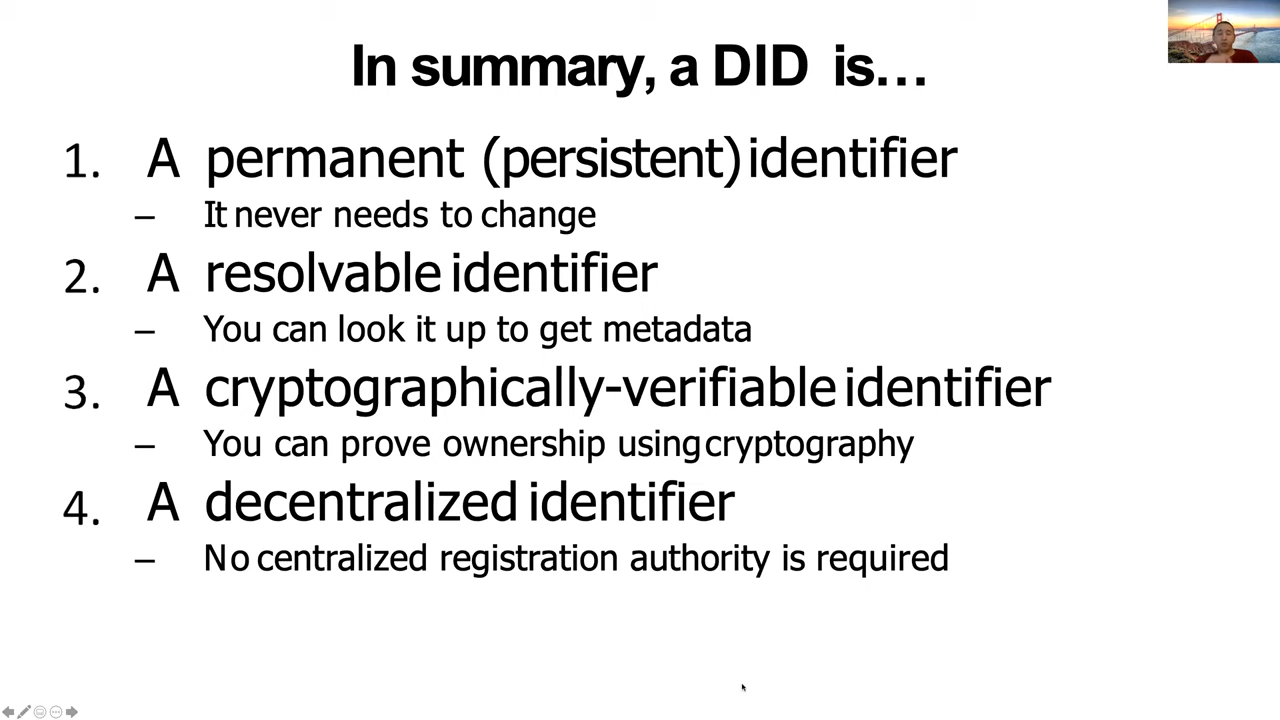 In summary, a DID is…
1. A permanent (persistent) identifier
– It never needs to change
2. A resolvable identifier
– You can look it up to get metadata
3. A cryptographically-verifiable identifier
– You can prove ownership using cryptography
4. A decentralized identifier
– No centralized registration authority is required